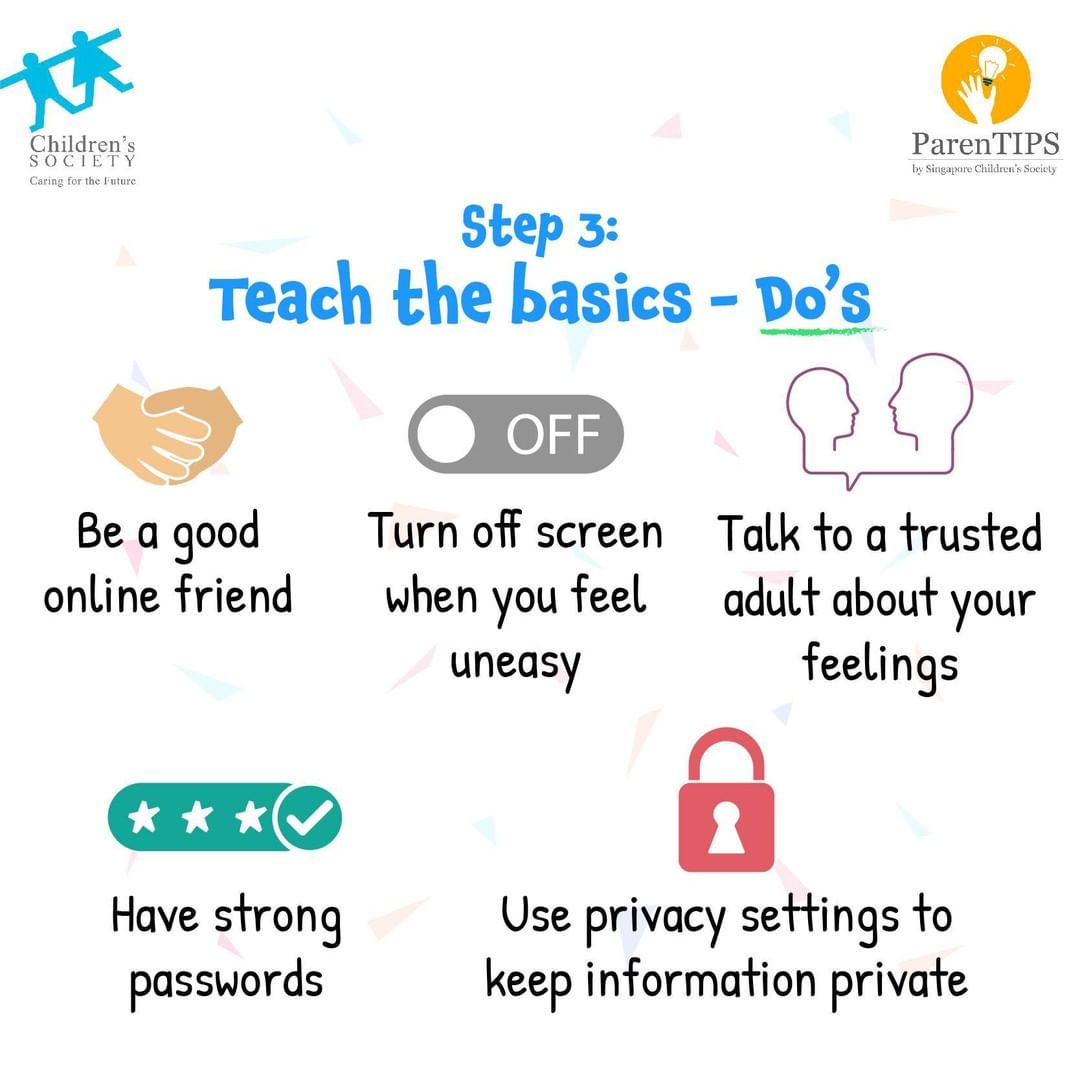 Children's
SOCIETY
Caring for the Future
ParenTIPS
by Singapore Children's Society
Step 3:
Teach the basics - Do's
OFF
Be a good
online friend
Turn off screen
when you feel
uneasy
Talk to a trusted
adult about your
feelings
Have strong
passwords
Use privacy settings to
keep information private